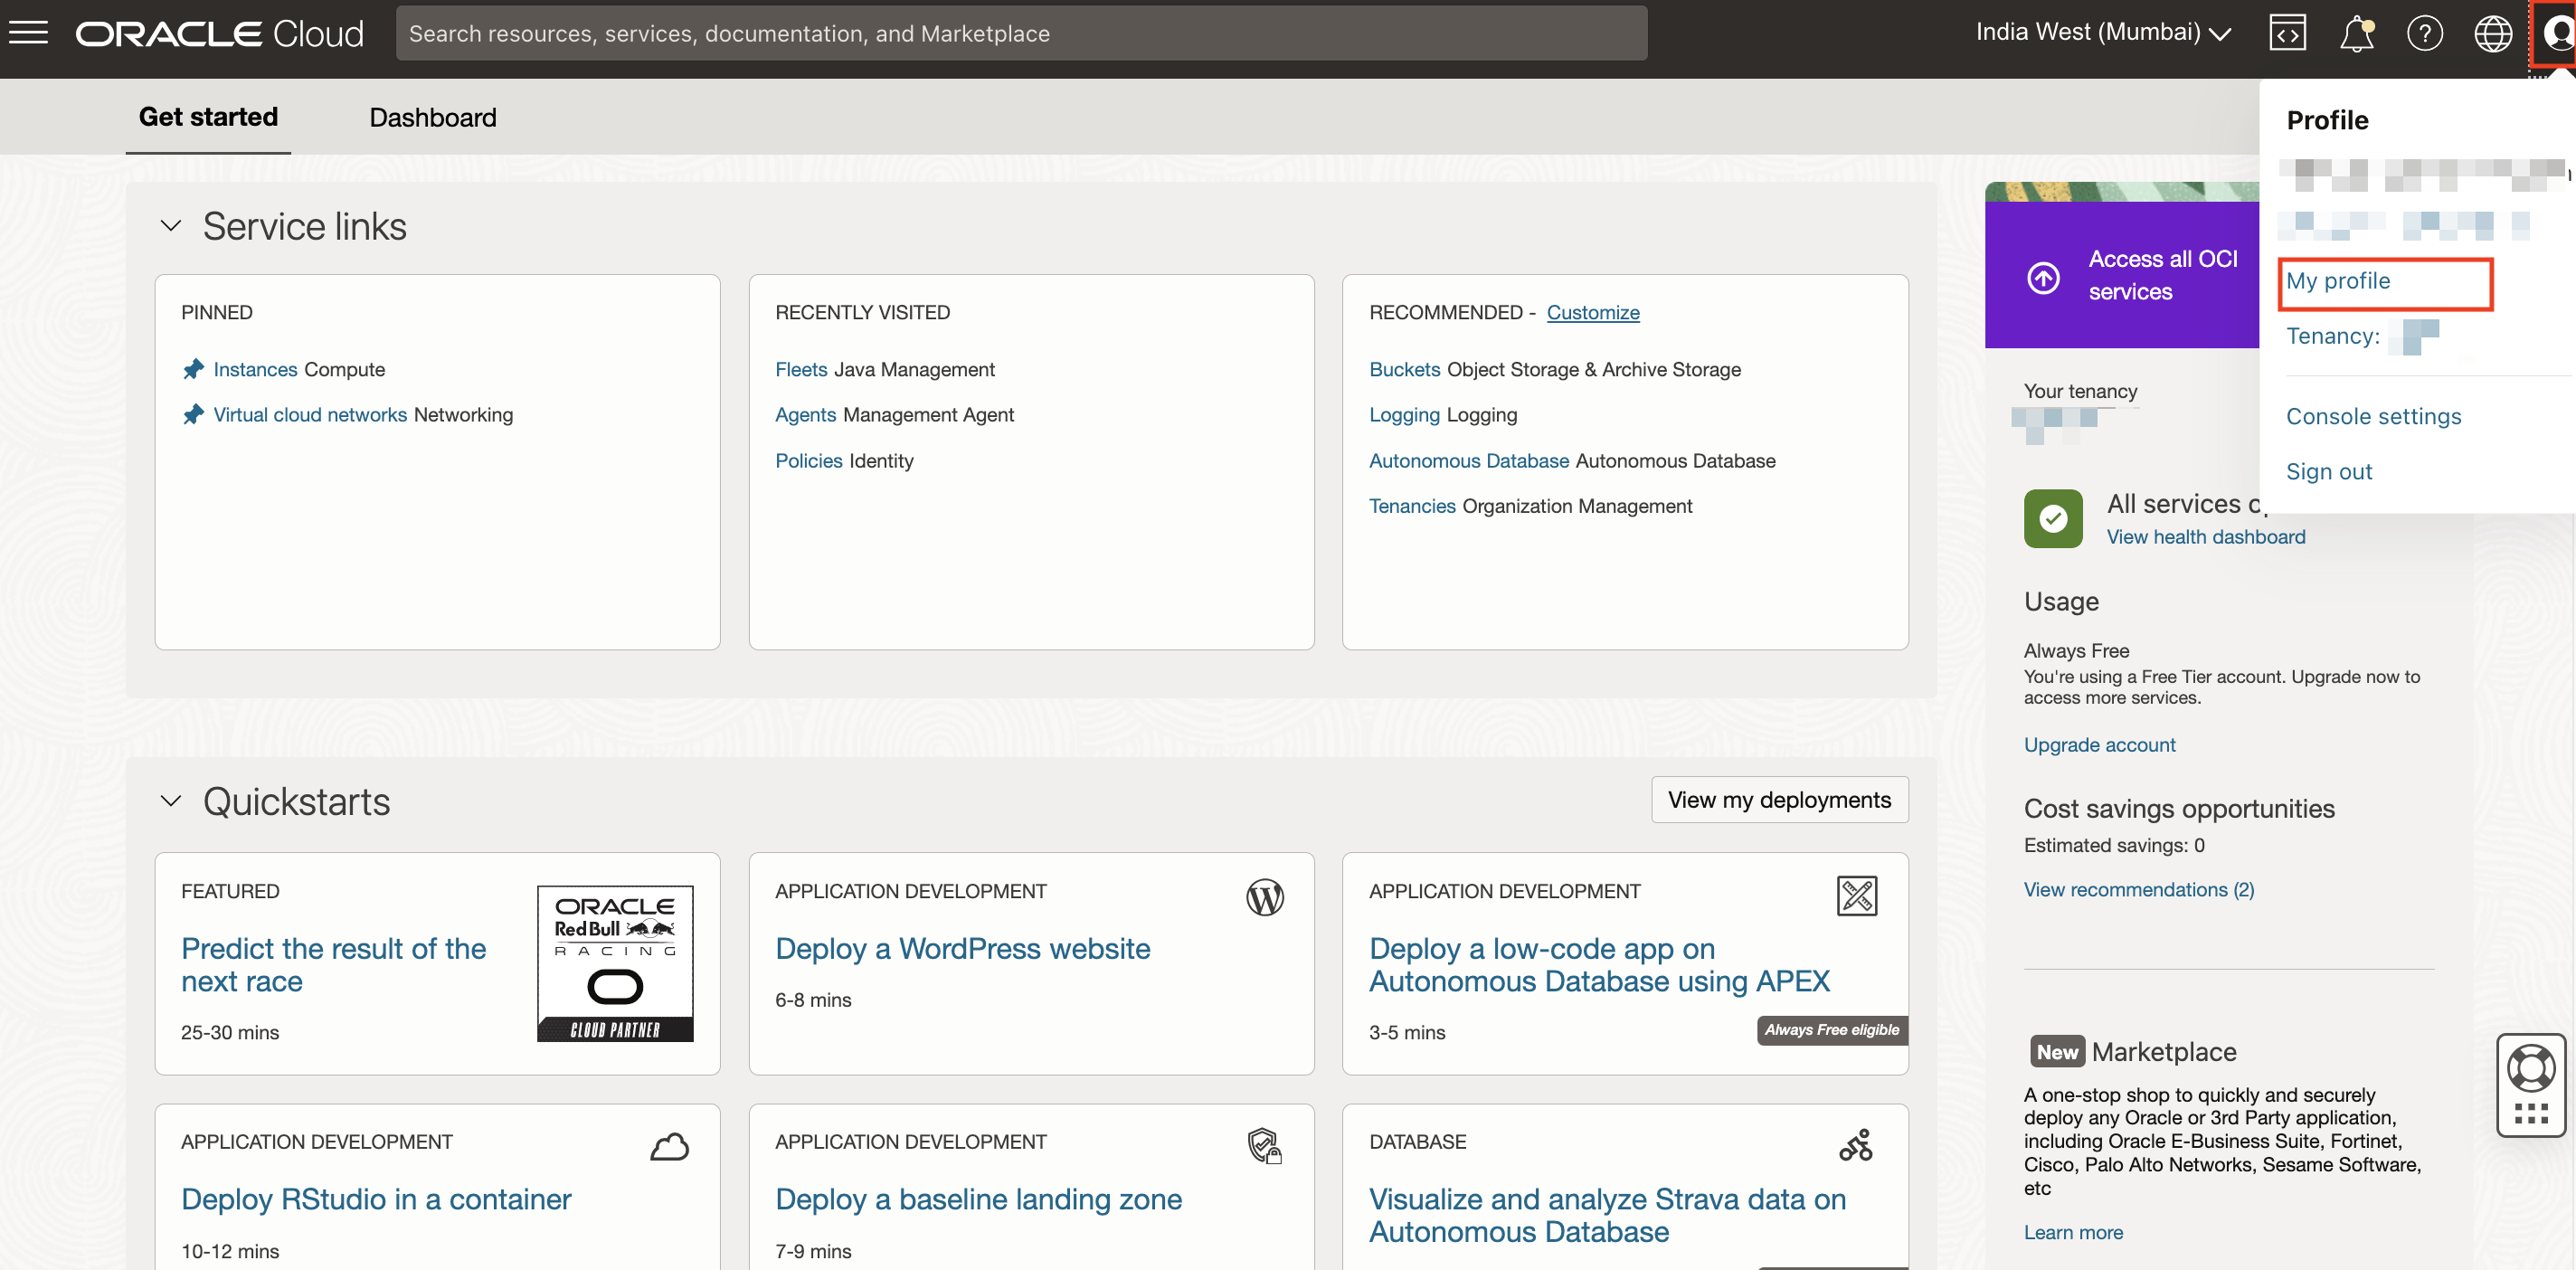 ORACLE Cloud
Search resources, services, documentation, and Marketplace
India West (Mumbai)
Get started
Dashboard
Profile
My profile
Tenancy:
Console settings
Sign out
Service links
PINNED
Instances Compute
Virtual cloud networks Networking
RECENTLY VISITED
Fleets Java Management
Agents Management Agent
Policies Identity
RECOMMENDED - Customize
Buckets Object Storage & Archive Storage
Logging Logging
Autonomous Database Autonomous Database
Tenancies Organization Management
Access all OCI
services
Your tenancy
All services
View health dashboard
Usage
Always Free
You're using a Free Tier account. Upgrade now to
access more services.
Upgrade account
Cost savings opportunities
Estimated savings: 0
View recommendations (2)
New Marketplace
A one-stop shop to quickly and securely
deploy any Oracle or 3rd Party application,
including Oracle E-Business Suite, Fortinet,
Cisco, Palo Alto Networks, Sesame Software,
etc
Learn more
Quickstarts
View my deployments
FEATURED
Predict the result of the
next race
25-30 mins
ORACLE
Red Bull
RACING
CLOUD PARTNER
APPLICATION DEVELOPMENT
Deploy a WordPress website
6-8 mins
APPLICATION DEVELOPMENT
Deploy a low-code app on
Autonomous Database using APEX
3-5 mins
Always Free eligible
APPLICATION DEVELOPMENT
Deploy RStudio in a container
10-12 mins
APPLICATION DEVELOPMENT
Deploy a baseline landing zone
7-9 mins
DATABASE
Visualize and analyze Strava data on
Autonomous Database